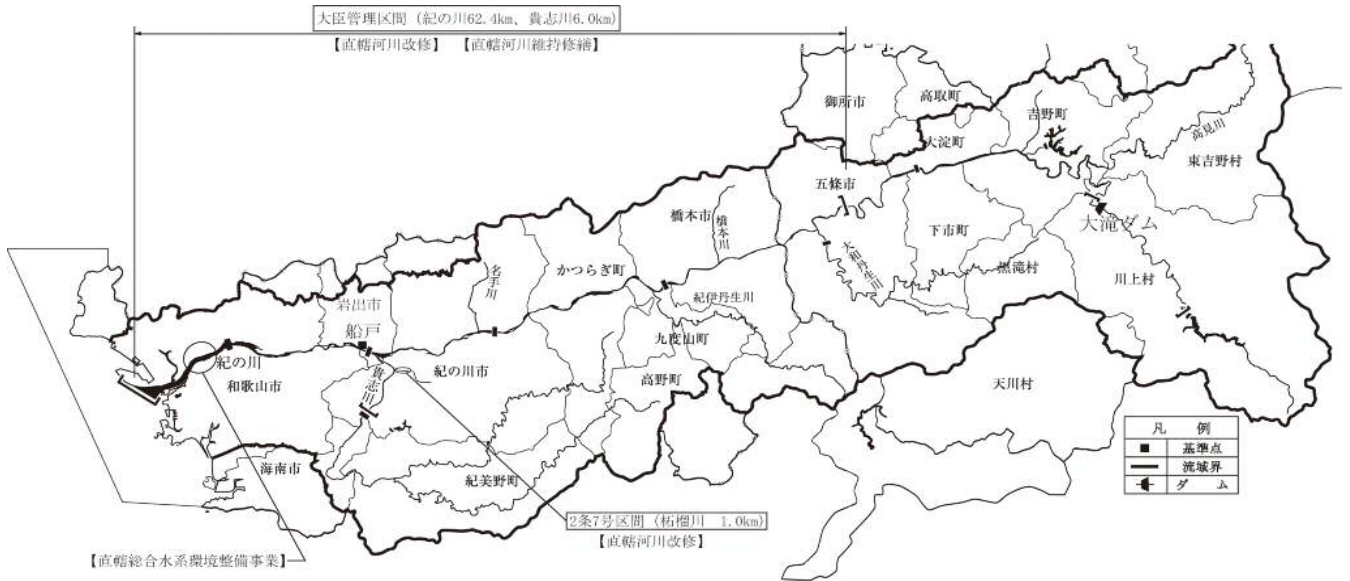 大臣管理区間（紀の川62.4km、貴志川6.0km）
【直轄河川改修】 【直轄河川維持修繕】
御所市
高取町
吉野町
高見川
大淀町
東吉野村
五條市
橋本市
橋本川
大滝ダム
下市町
大和丹生川
かつらぎ町
名手川
黒滝村
川上村
紀伊丹生川
岩出市
船戸
九度山町
紀の川
紀の川市
和歌山市
高野町
天川村
貴志川
海南市
紀美野町
凡 例
基準点
流域界
ダ ム
2条7号区間（柘榴川 1.0km）
【直轄河川改修】
【直轄総合水系環境整備事業】